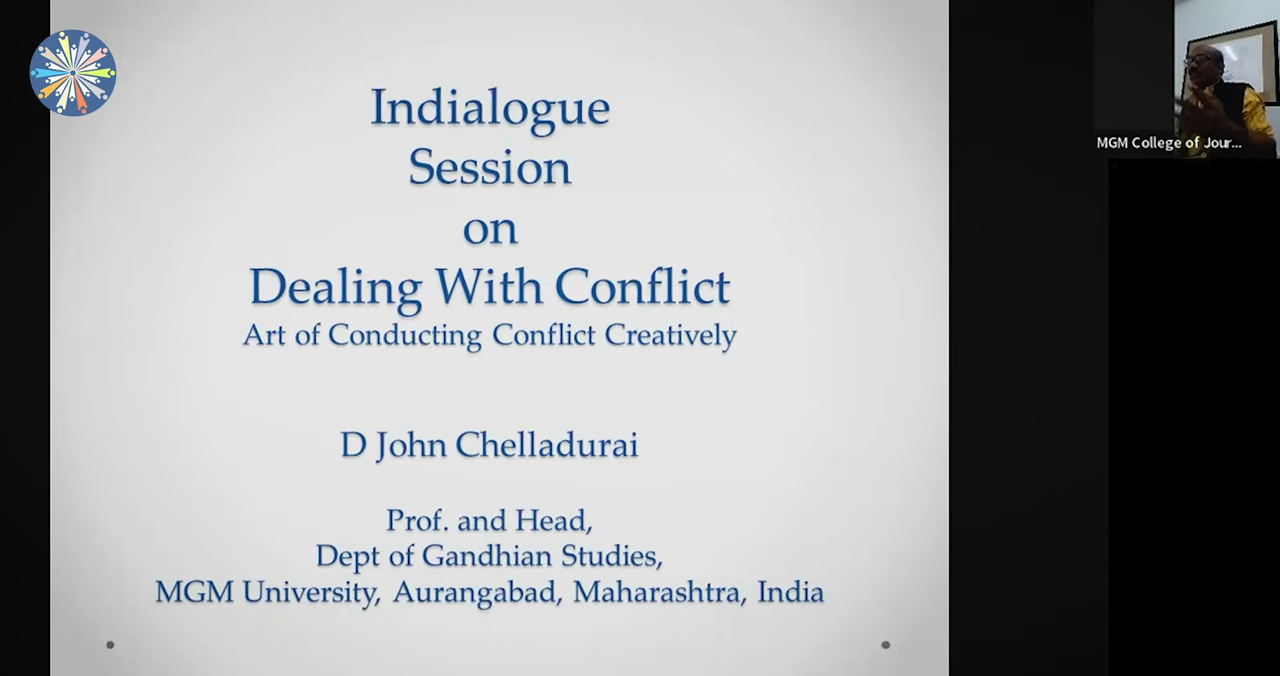 Indialogue
Session
on
Dealing With Conflict
Art of Conducting Conflict Creatively
D John Chelladurai
Prof. and Head,
Dept of Gandhian Studies,
MGM University, Aurangabad, Maharashtra, India
MGM College of Jour...